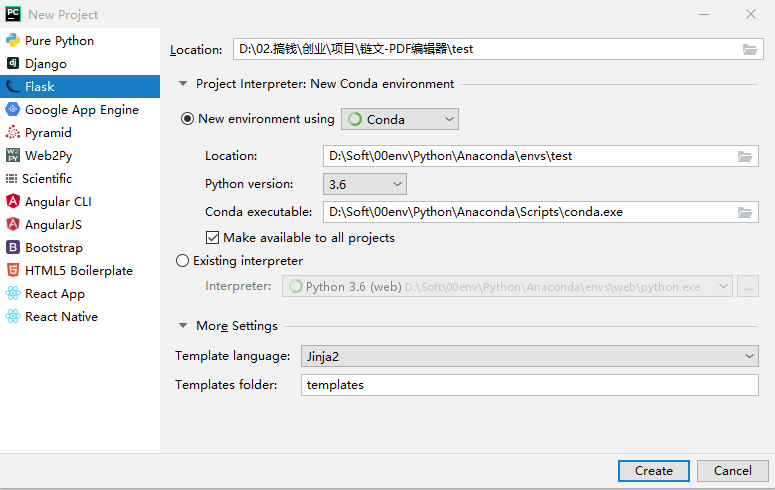 PC New Project
Pure Python
dj Django
Flask
Google App Engine
Pyramid
WEB 2PY Web2Py
Scientific
Angular CLI
AngularJS
B Bootstrap
5 HTML5 Boilerplate
React App
React Native
Location: D:\02.搞钱\创业\项目\链文-PDF编辑器\test
Project Interpreter: New Conda environment
New environment using Conda
Location: D:\Soft\00env\Python\Anaconda\envs\test
Python version: 3.6
Conda executable: D:\Soft\00env\Python\Anaconda\Scripts\conda.exe
Make available to all projects
Existing interpreter
Interpreter: Python 3.6 (web) D:\Soft\00env\Python\Anaconda\envs\web\python.exe ...
More Settings
Template language: Jinja2
Templates folder: templates
Create Cancel